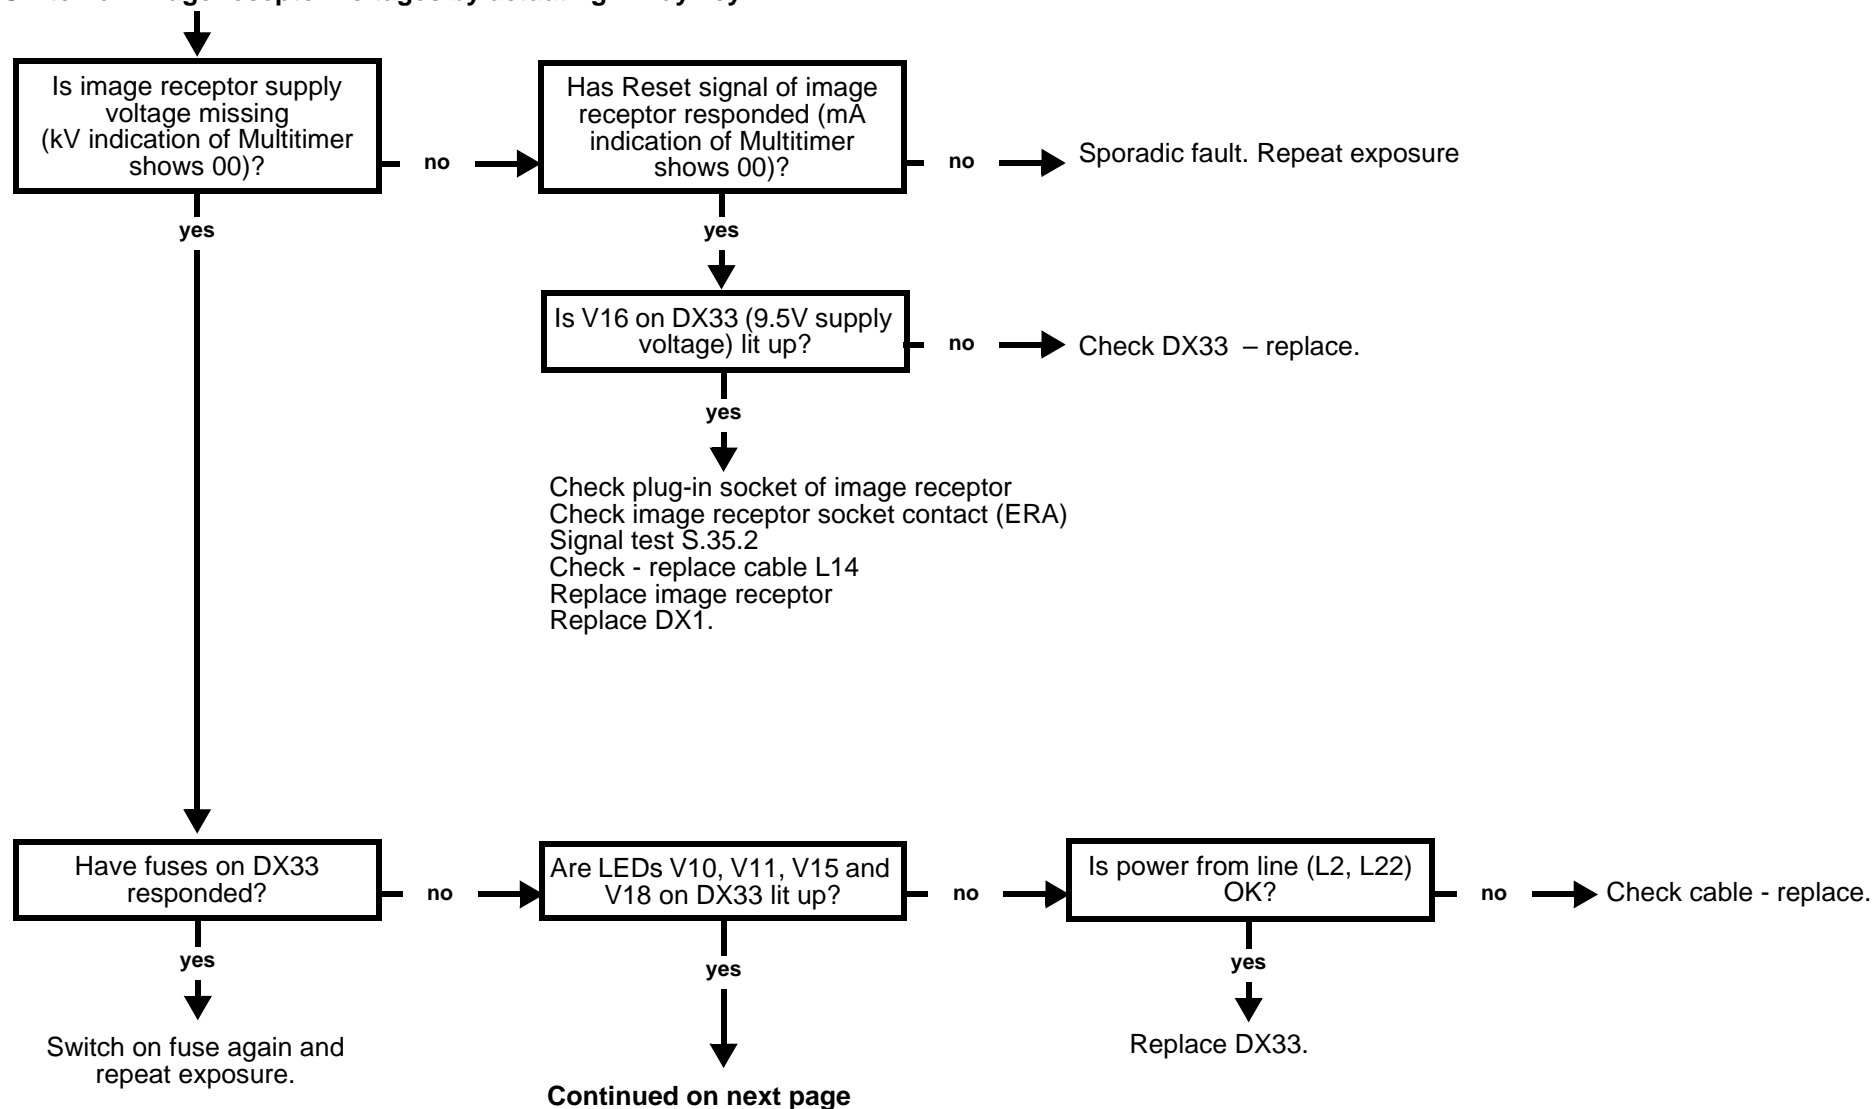 Is image receptor supply
voltage missing
(kV indication of Multitimer
shows 00)?
no
Has Reset signal of image
receptor responded (mA
indication of Multitimer
shows 00)?
no
Sporadic fault. Repeat exposure
yes
yes
Is V16 on DX33 (9.5V supply
voltage) lit up?
no
Check DX33 – replace.
yes
Check plug-in socket of image receptor
Check image receptor socket contact (ERA)
Signal test S.35.2
Check - replace cable L14
Replace image receptor
Replace DX1.
Have fuses on DX33
responded?
no
Are LEDs V10, V11, V15 and
V18 on DX33 lit up?
no
Is power from line (L2, L22)
OK?
no
Check cable - replace.
yes
yes
yes
Switch on fuse again and
repeat exposure.
Replace DX33.
Continued on next page